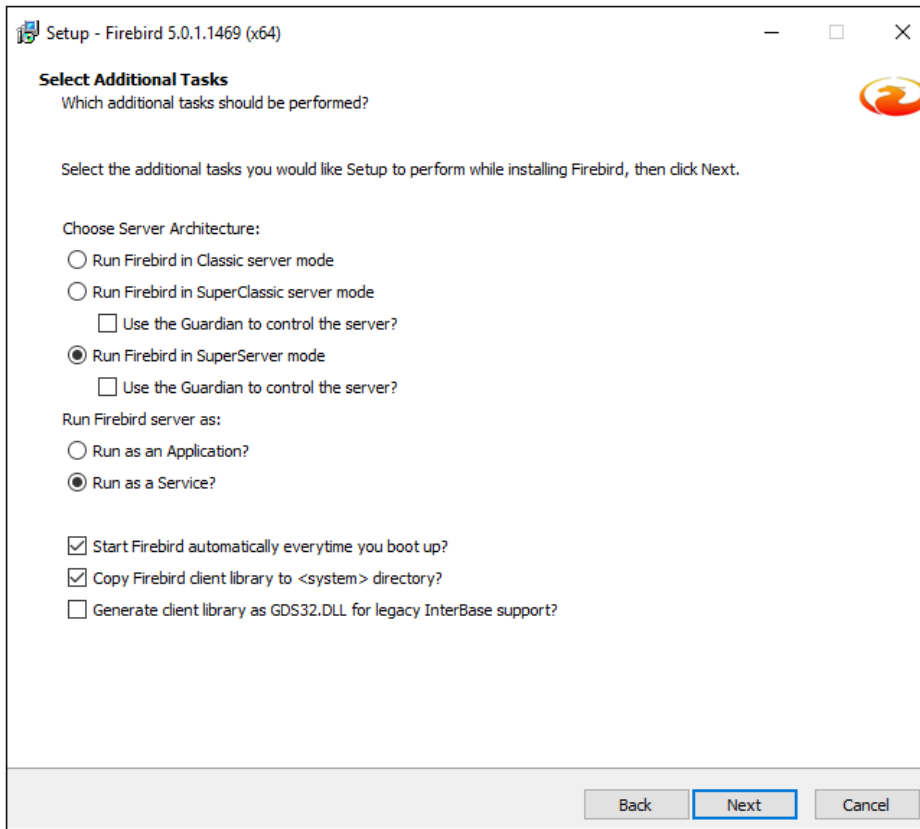 Setup - Firebird 5.0.1.1469 (x64)
Select Additional Tasks
Which additional tasks should be performed?
Select the additional tasks you would like Setup to perform while installing Firebird, then click Next.
Choose Server Architecture:
Run Firebird in Classic server mode
Run Firebird in SuperClassic server mode
Use the Guardian to control the server?
Run Firebird in SuperServer mode
Use the Guardian to control the server?
Run Firebird server as:
Run as an Application?
Run as a Service?
Start Firebird automatically everytime you boot up?
Copy Firebird client library to <system> directory?
Generate client library as GDS32.DLL for legacy InterBase support?
Back Next Cancel